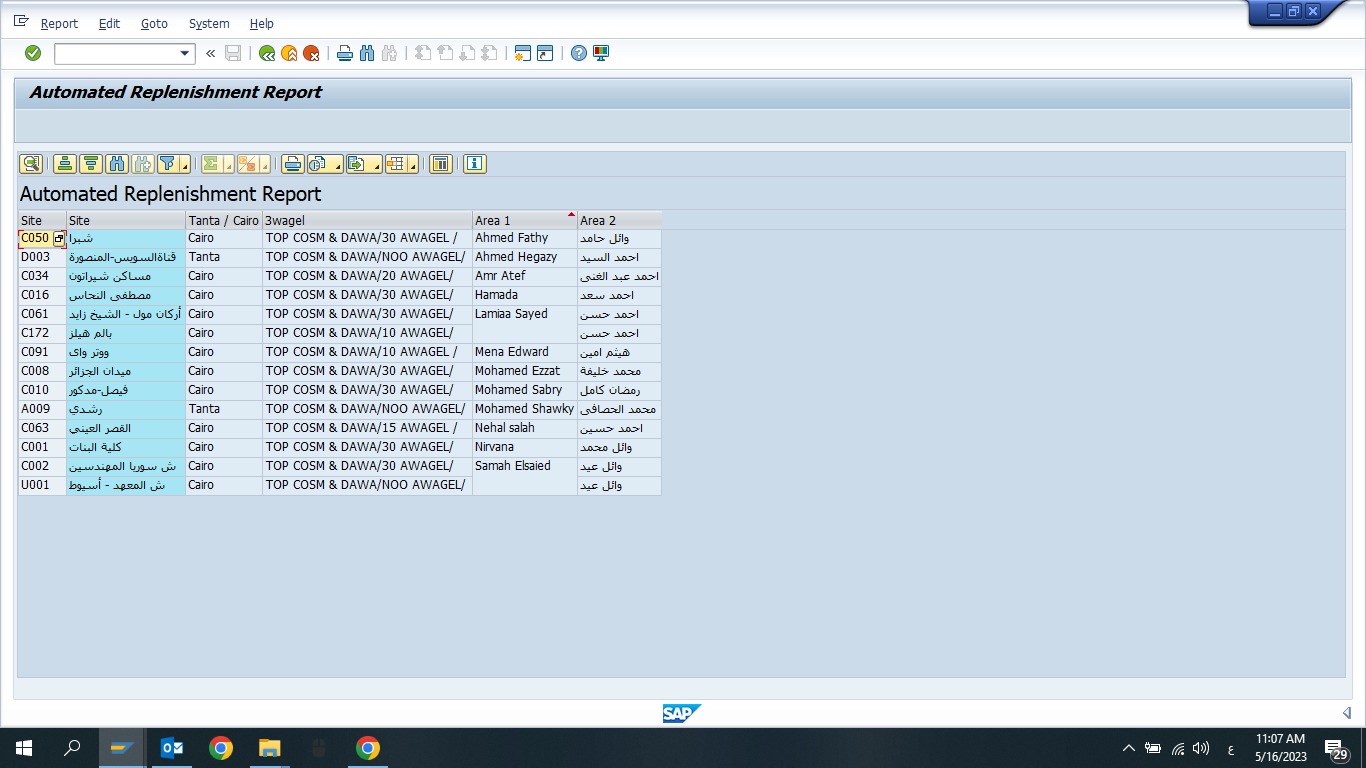 Report Edit Goto System Help
Automated Replenishment Report
Automated Replenishment Report
Site Site Tanta / Cairo 3wagel Area 1 Area 2
C050 شبرا Cairo TOP COSM & DAWA/30 AWAGEL / Ahmed Fathy وائل حامد
D003 قناةالسويس-المنصورة Tanta TOP COSM & DAWA/NOO AWAGEL/ Ahmed Hegazy احمد السيد
C034 مساكن شيراتون Cairo TOP COSM & DAWA/20 AWAGEL/ Amr Atef احمد عبد الغنى
C016 مصطفى النحاس Cairo TOP COSM & DAWA/30 AWAGEL/ Hamada احمد سعد
C061 أركان مول - الشيخ زايد Cairo TOP COSM & DAWA/30 AWAGEL/ Lamiaa Sayed احمد حسن
C172 بالم هيلز Cairo TOP COSM & DAWA/10 AWAGEL/ احمد حسن
C091 ووتر واى Cairo TOP COSM & DAWA/10 AWAGEL / Mena Edward هيثم امين
C008 ميدان الجزائر Cairo TOP COSM & DAWA/30 AWAGEL/ Mohamed Ezzat محمد خليفة
C010 فيصل-مدكور Cairo TOP COSM & DAWA/30 AWAGEL/ Mohamed Sabry رمضان كامل
A009 رشدي Tanta TOP COSM & DAWA/NOO AWAGEL/ Mohamed Shawky محمد الحصافى
C063 القصر العيني Cairo TOP COSM & DAWA/15 AWAGEL / Nehal salah احمد حسين
C001 كلية البنات Cairo TOP COSM & DAWA/30 AWAGEL/ Nirvana وائل محمد
C002 ش سوريا المهندسين Cairo TOP COSM & DAWA/30 AWAGEL/ Samah Elsaied وائل عيد
U001 ش المعهد - أسيوط Cairo TOP COSM & DAWA/NOO AWAGEL/ وائل عيد
SAP
ع 11:07 AM
5/16/2023 29